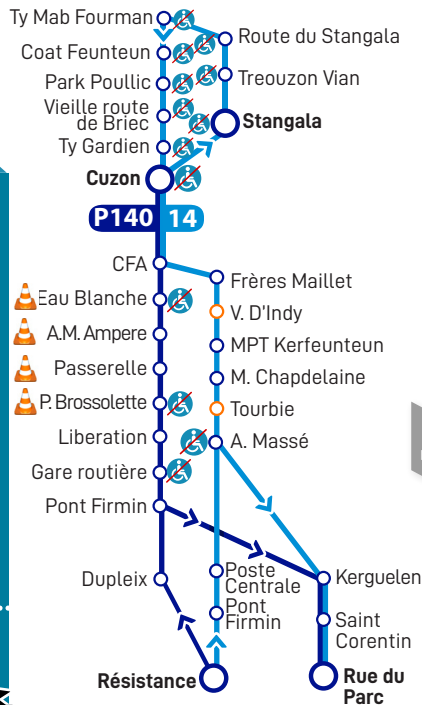 Ty Mab Fourman
Route du Stangala
Coat Feunteun
Park Poullic
Treouzon Vian
Vieille route
de Briec
Stangala
Ty Gardien
Cuzon
P140 14
CFA
Frères Maillet
Eau Blanche
V. D'Indy
A.M. Ampere
MPT Kerfeunteun
Passerelle
M. Chapdelaine
P. Brossolette
Tourbie
Liberation
A. Massé
Gare routière
Pont Firmin
Poste
Centrale
Dupleix
Kerguelen
Pont
Firmin
Saint
Corentin
Résistance
Rue du
Parc